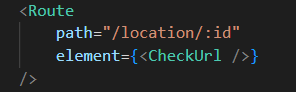 <Route
path="/location/:id"
element={<CheckUrl />}
/>